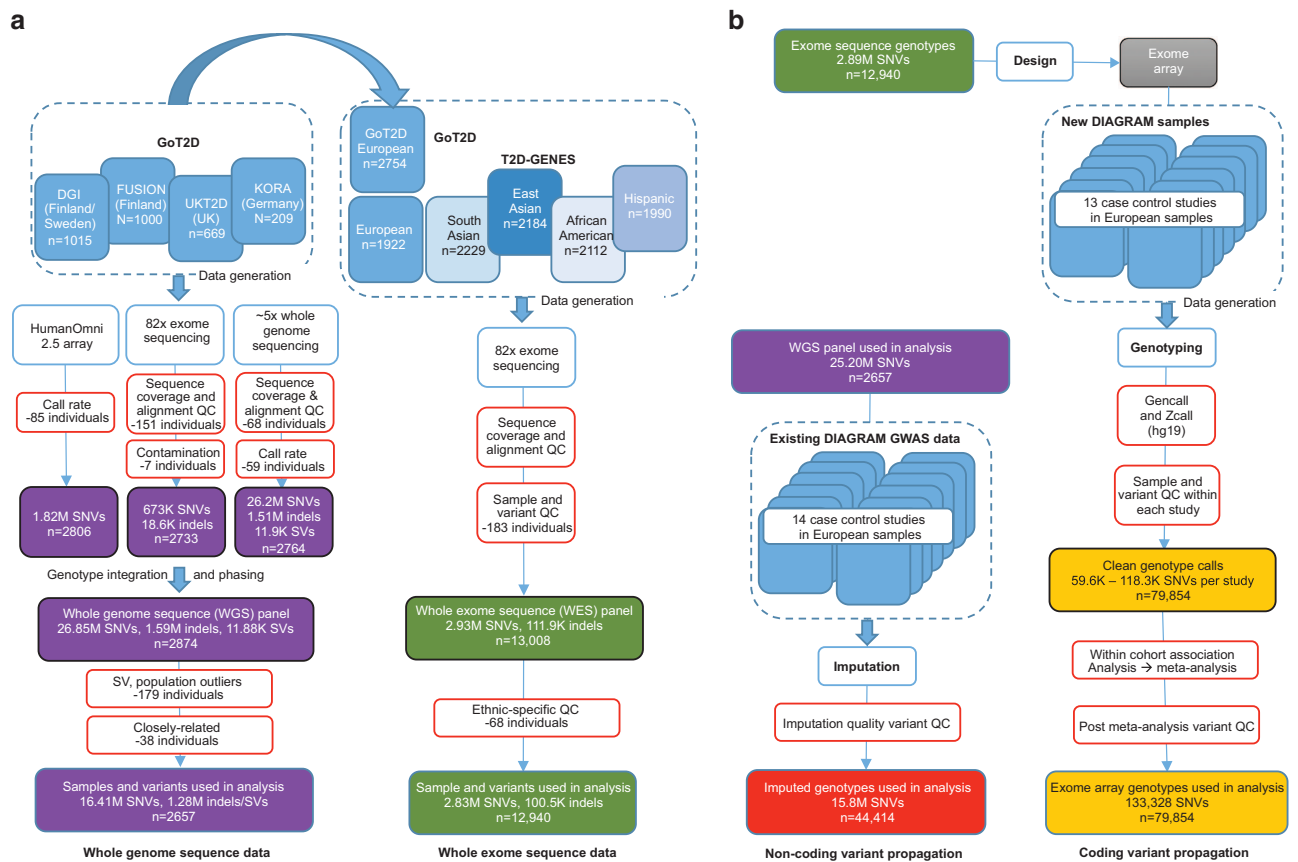 a
GoT2D
DGI
(Finland/
Sweden)
n=1015
FUSION
(Finland)
N=1000
UKT2D
(UK)
n=669
KORA
(Germany)
N=209
Data generation
HumanOmni
2.5 array
82x exome
sequencing
~5x whole
genome
sequencing
Call rate
-85 individuals
Sequence
coverage and
alignment QC
-151 individuals
Sequence
coverage &
alignment QC
-68 individuals
Contamination
-7 individuals
Call rate
-59 individuals
1.82M SNVs
n=2806
673K SNVs
18.6K indels
n=2733
26.2M SNVs
1.51M indels
11.9K SVs
n=2764
Genotype integration and phasing
Whole genome sequence (WGS) panel
26.85M SNVs, 1.59M indels, 11.88K SVs
n=2874
SV, population outliers
-179 individuals
Closely-related
-38 individuals
Samples and variants used in analysis
16.41M SNVs, 1.28M indels/SVs
n=2657
Whole genome sequence data
GoT2D
European
n=2754
GoT2D
T2D-GENES
European
n=1922
South
Asian
n=2229
East
Asian
n=2184
African
American
n=2112
Hispanic
n=1990
Data generation
82x exome
sequencing
Sequence
coverage and
alignment QC
Sample and
variant QC
-183 individuals
Whole exome sequence (WES) panel
2.93M SNVs, 111.9K indels
n=13,008
Ethnic-specific QC
-68 individuals
Sample and variants used in analysis
2.83M SNVs, 100.5K indels
n=12,940
Whole exome sequence data
b
Exome sequence genotypes
2.89M SNVs
n=12,940
Design
Exome
array
WGS panel used in analysis
25.20M SNVs
n=2657
Existing DIAGRAM GWAS data
14 case control studies
in European samples
Imputation
Imputation quality variant QC
Imputed genotypes used in analysis
15.8M SNVs
n=44,414
Non-coding variant propagation
New DIAGRAM samples
13 case control studies
in European samples
Data generation
Genotyping
Gencall
and Zcall
(hg19)
Sample and
variant QC within
each study
Clean genotype calls
59.6K – 118.3K SNVs per study
n=79,854
Within cohort association
Analysis → meta-analysis
Post meta-analysis variant QC
Exome array genotypes used in analysis
133,328 SNVs
n=79,854
Coding variant propagation